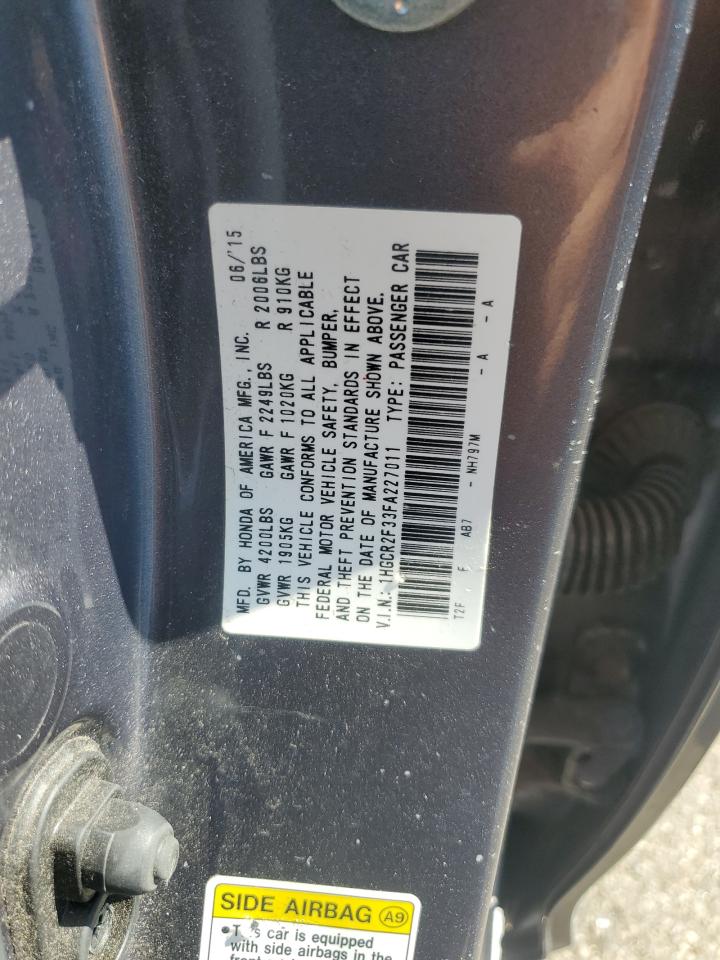 MFD. BY HONDA OF AMERICA MFG., INC. 06/'15
GVWR 4200LBS GAWR F 2249LBS R 2006LBS
GVWR 1905KG GAWR F 1020KG R 910KG
THIS VEHICLE CONFORMS TO ALL APPLICABLE
FEDERAL MOTOR VEHICLE SAFETY, BUMPER,
AND THEFT PREVENTION STANDARDS IN EFFECT
ON THE DATE OF MANUFACTURE SHOWN ABOVE.
V.I.N.: 1HGCR2F33FA227011 TYPE: PASSENGER CAR
T2F F AB7 - NH797M - A - A
SIDE AIRBAG A9
• car is equipped
with side airbags in the